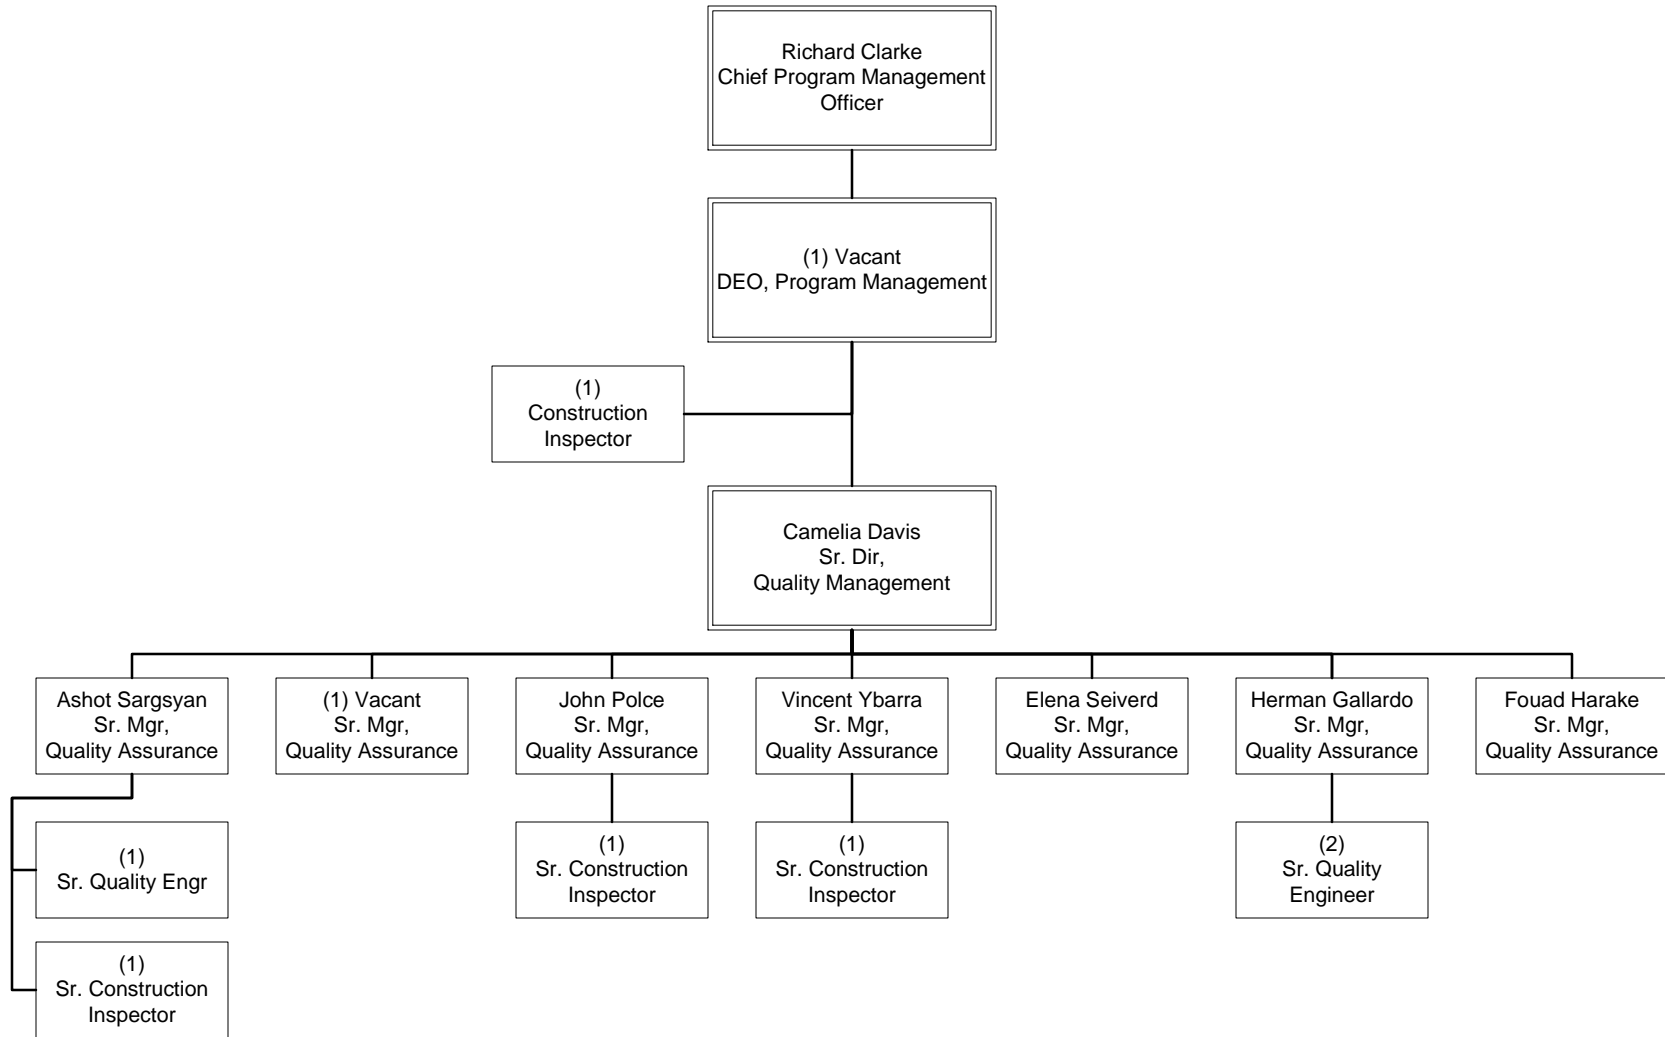 Richard Clarke
Chief Program Management
Officer
(1) Vacant
DEO, Program Management
(1)
Construction
Inspector
Camelia Davis
Sr. Dir,
Quality Management
Ashot Sargsyan
Sr. Mgr,
Quality Assurance
(1) Vacant
Sr. Mgr,
Quality Assurance
John Polce
Sr. Mgr,
Quality Assurance
Vincent Ybarra
Sr. Mgr,
Quality Assurance
Elena Seiverd
Sr. Mgr,
Quality Assurance
Herman Gallardo
Sr. Mgr,
Quality Assurance
Fouad Harake
Sr. Mgr,
Quality Assurance
(1)
Sr. Quality Engr
(1)
Sr. Construction
Inspector
(1)
Sr. Construction
Inspector
(2)
Sr. Quality
Engineer
(1)
Sr. Construction
Inspector